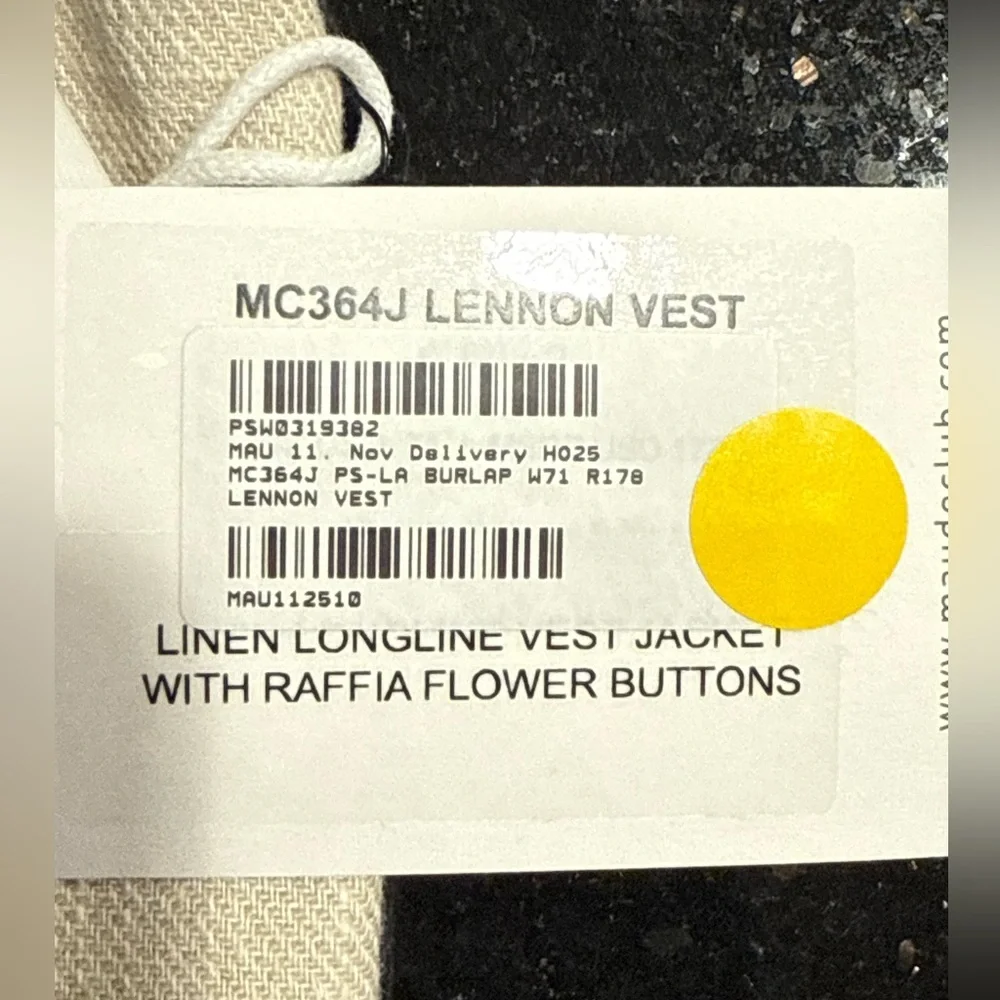 MC364J LENNON VEST
PSW0319382
MAU 11. Nov Delivery H025
MC364J PS-LA BURLAP W71 R178
LENNON VEST
MAU112510
LINEN LONGLINE VEST JACKET
WITH RAFFIA FLOWER BUTTONS
www.maudeclub.com